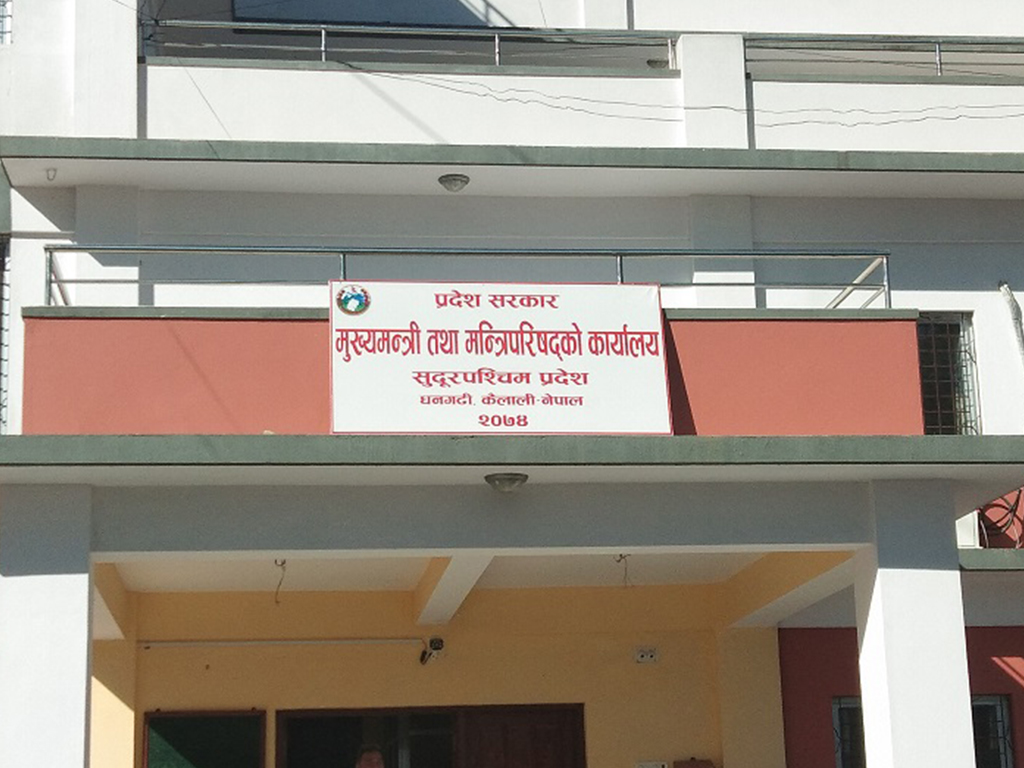 प्रदेश सरकार
मुख्यमन्त्री तथा मन्त्रिपरिषद्को कार्यालय
सुदूरपश्चिम प्रदेश
धनगढी, कैलाली-नेपाल
२०७४